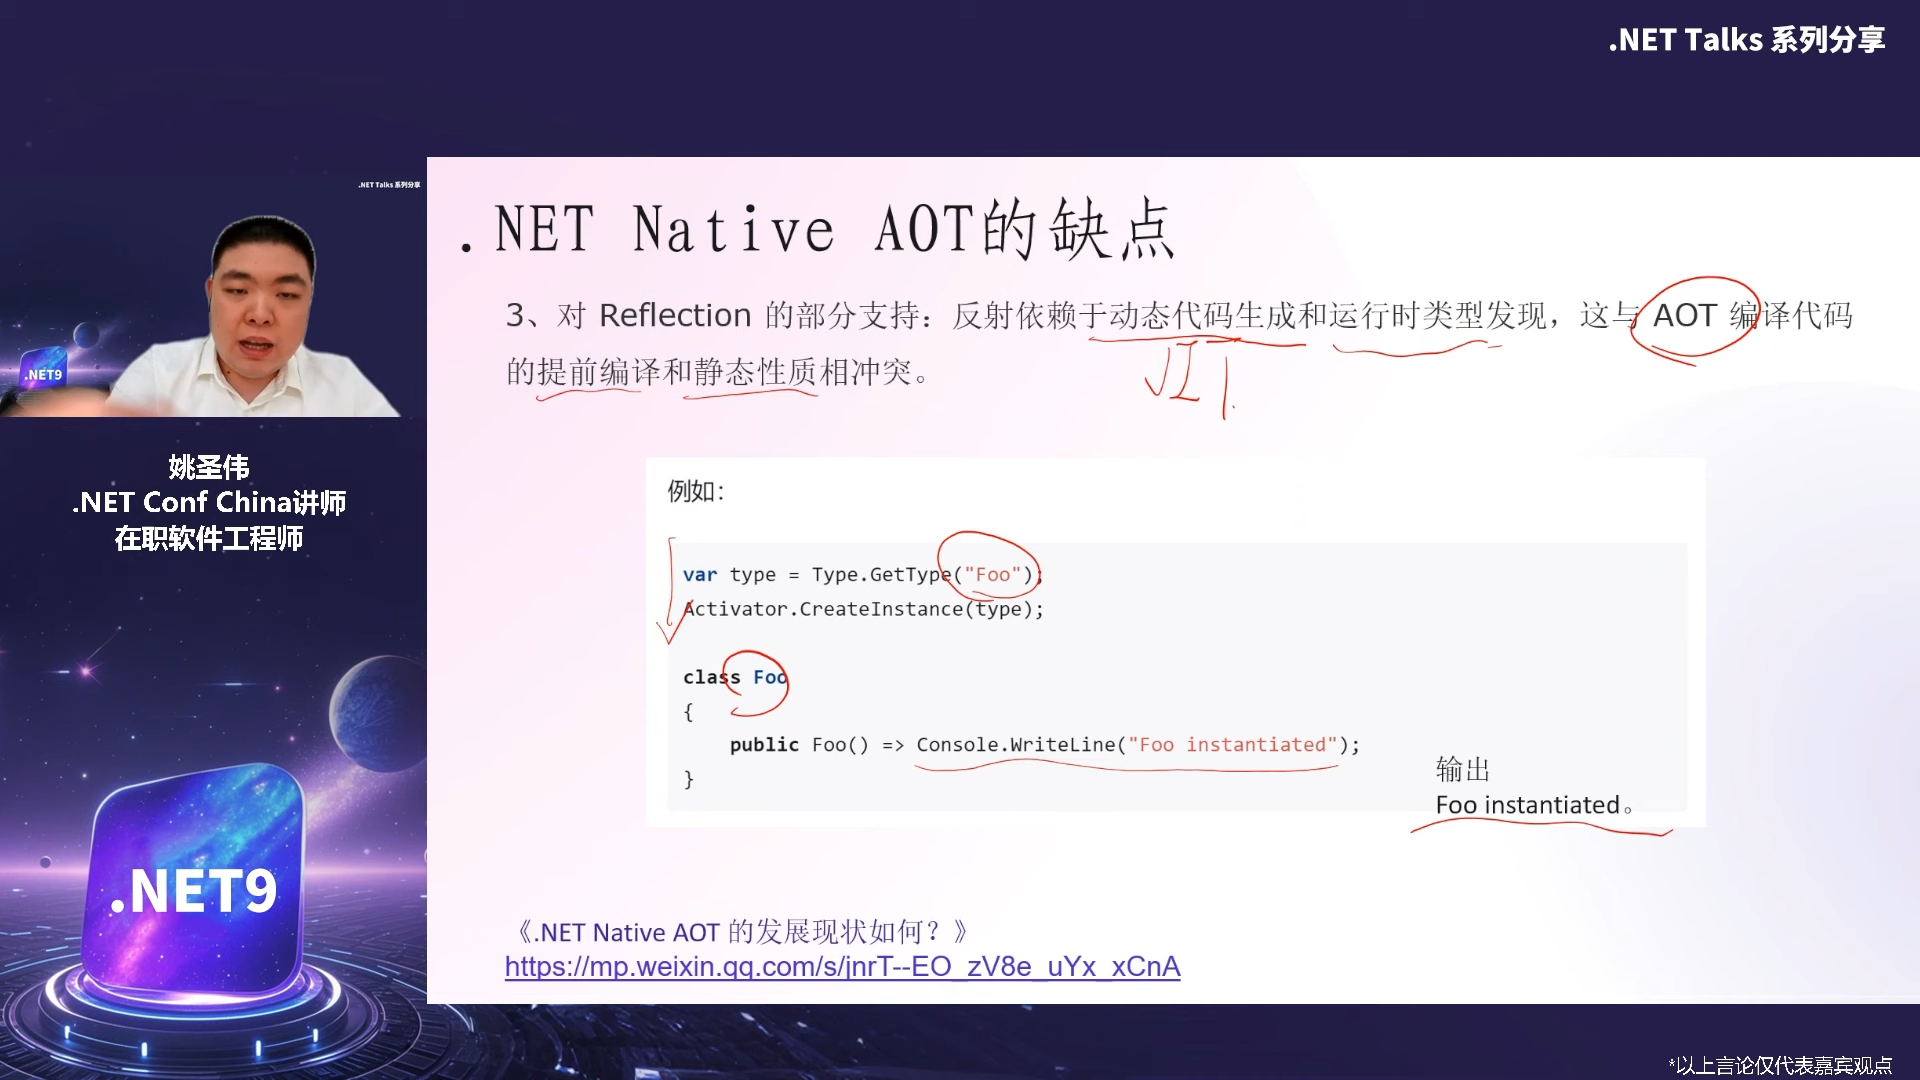 .NET Talks 系列分享
.NET Talks 系列分享
.NET9
姚圣伟
.NET Conf China讲师
在职软件工程师
.NET9
.NET Native AOT的缺点
3、对 Reflection 的部分支持：反射依赖于动态代码生成和运行时类型发现，这与 AOT 编译代码
的提前编译和静态性质相冲突。
JIT
例如：
var type = Type.GetType("Foo");
Activator.CreateInstance(type);
class Foo
{
public Foo() => Console.WriteLine("Foo instantiated");
}
输出
Foo instantiated。
《.NET Native AOT 的发展现状如何？》
https://mp.weixin.qq.com/s/jnrT--EO_zV8e_uYx_xCnA
*以上言论仅代表嘉宾观点